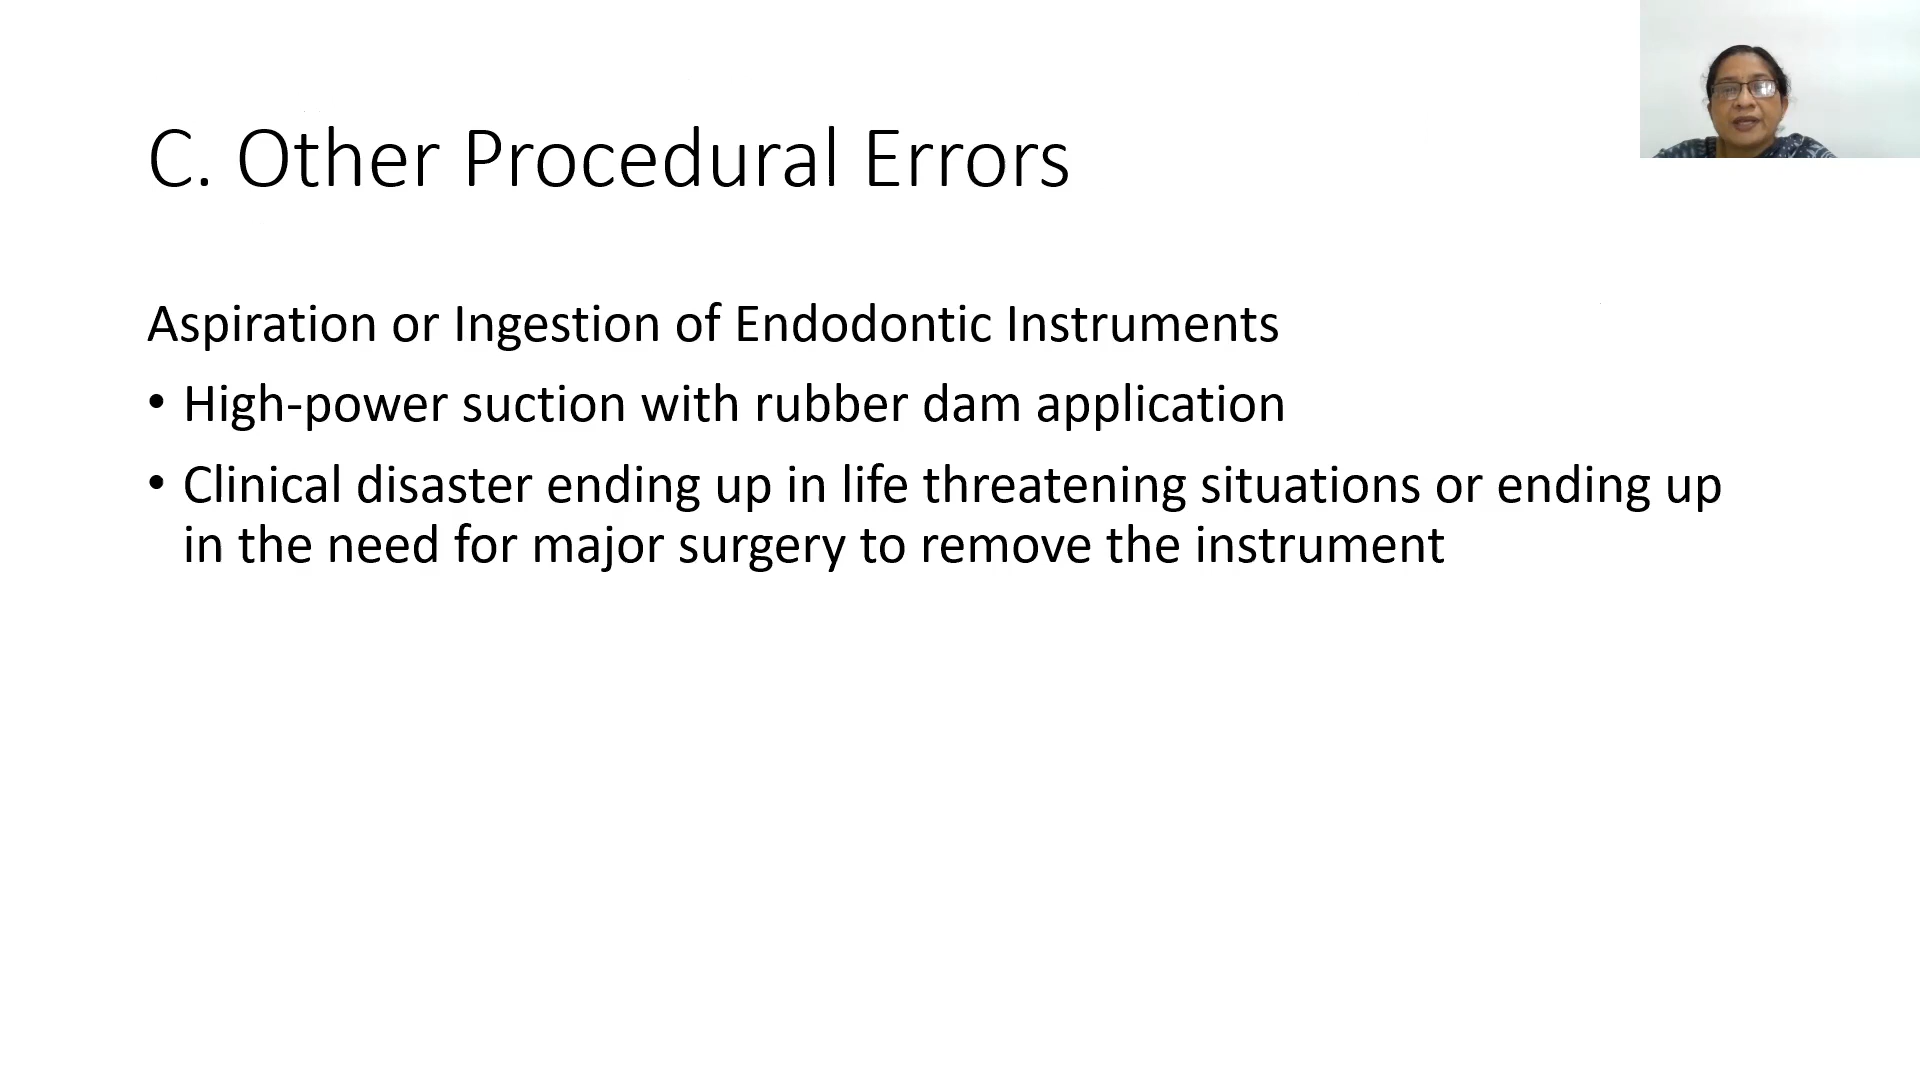 C. Other Procedural Errors
Aspiration or Ingestion of Endodontic Instruments
• High-power suction with rubber dam application
• Clinical disaster ending up in life threatening situations or ending up
in the need for major surgery to remove the instrument